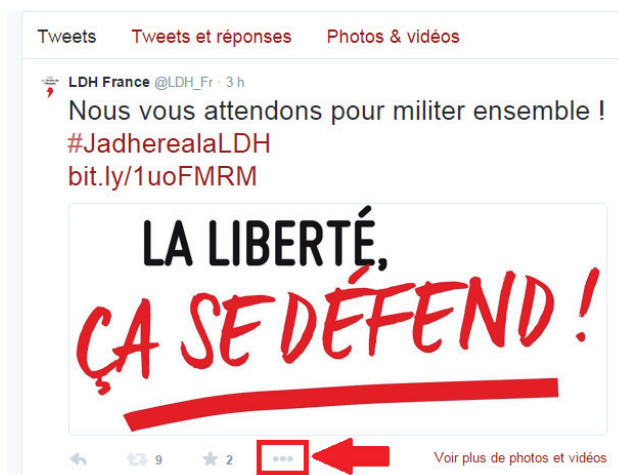 Tweets Tweets et réponses Photos & vidéos
LDH France @LDH_Fr · 3 h
Nous vous attendons pour militer ensemble !
#JadherealaLDH
bit.ly/1uoFMRM
LA LIBERTÉ,
ÇA SE DÉFEND !
9 2 Voir plus de photos et vidéos